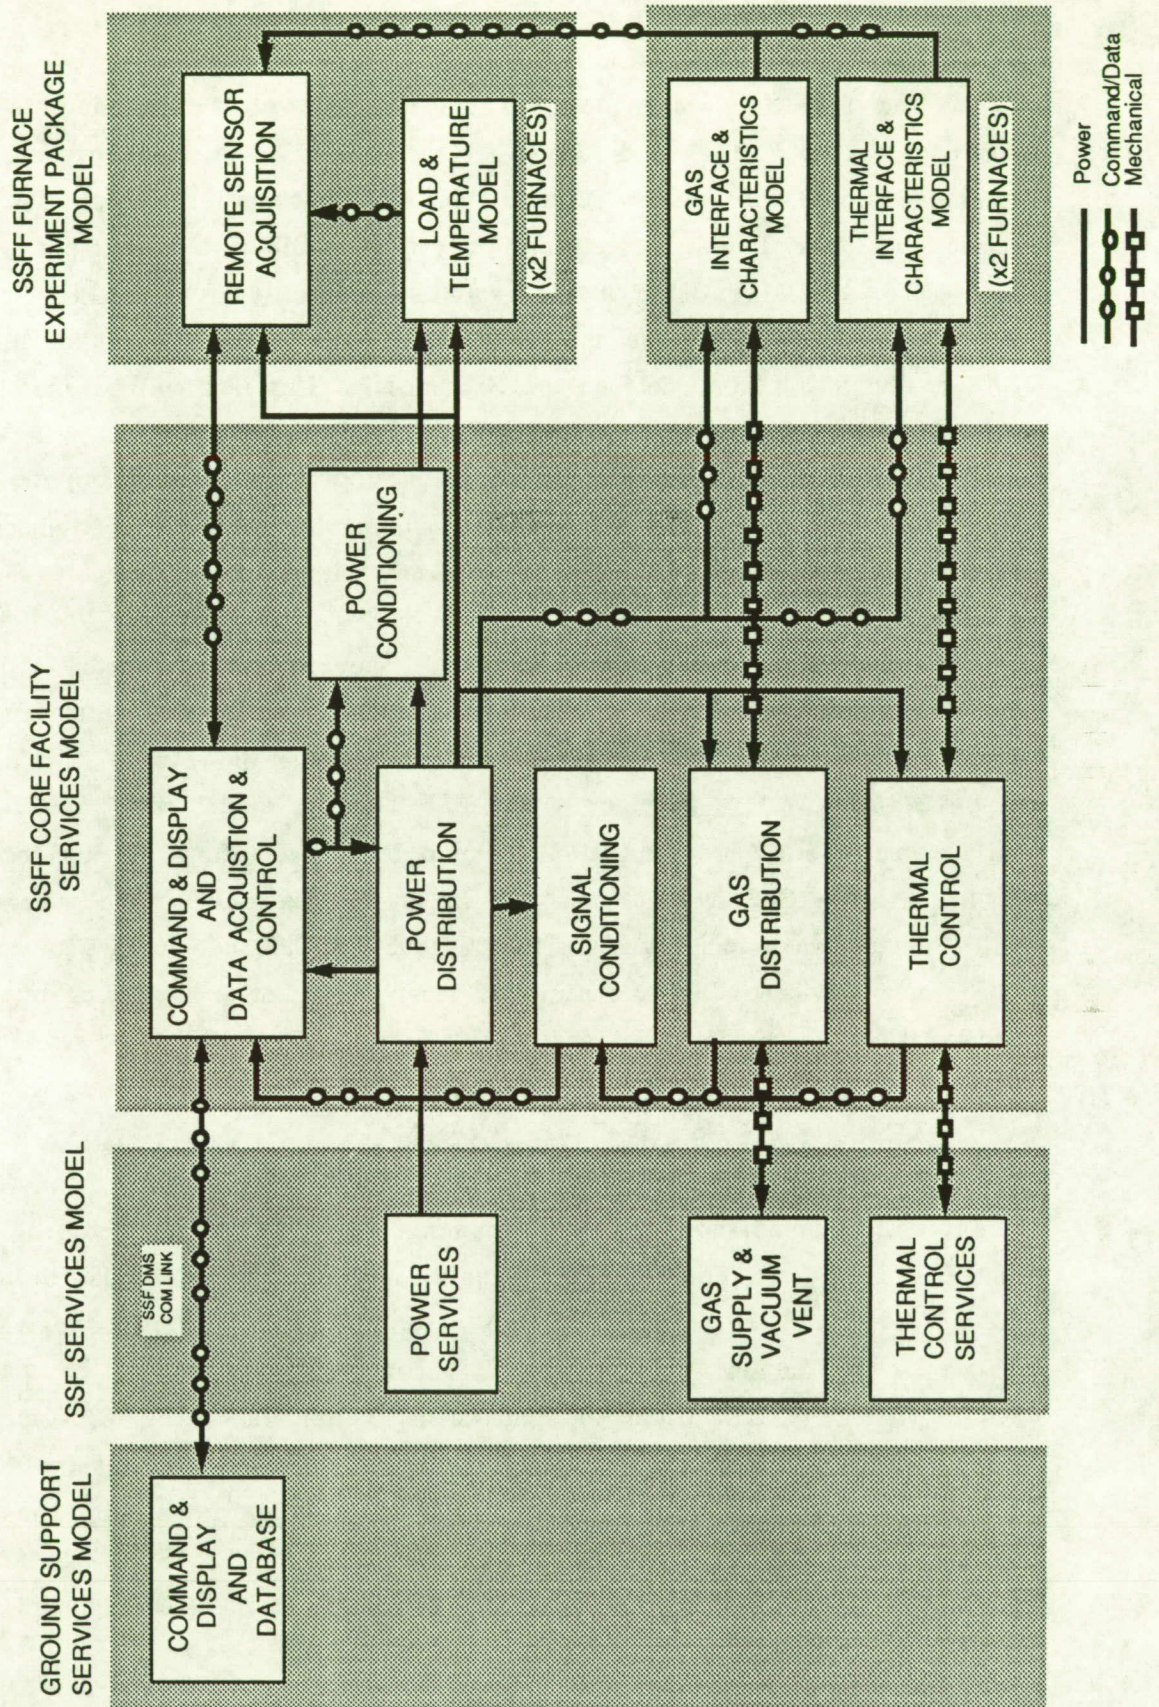 GROUND SUPPORT
SERVICES MODEL
COMMAND &
DISPLAY
AND
DATABASE
SSF SERVICES MODEL
SSF DMS
COM LINK
POWER
SERVICES
GAS
SUPPLY &
VACUUM
VENT
THERMAL
CONTROL
SERVICES
SSFF CORE FACILITY
SERVICES MODEL
COMMAND & DISPLAY
AND
DATA ACQUSTION &
CONTROL
POWER
CONDITIONING
POWER
DISTRIBUTION
SIGNAL
CONDITIONING
GAS
DISTRIBUTION
THERMAL
CONTROL
SSFF FURNACE
EXPERIMENT PACKAGE
MODEL
REMOTE SENSOR
ACQUISITION
LOAD &
TEMPERATURE
MODEL
(x2 FURNACES)
GAS
INTERFACE &
CHARACTERISTICS
MODEL
THERMAL
INTERFACE &
CHARACTERISTICS
MODEL
(x2 FURNACES)
Power
Command/Data
Mechanical